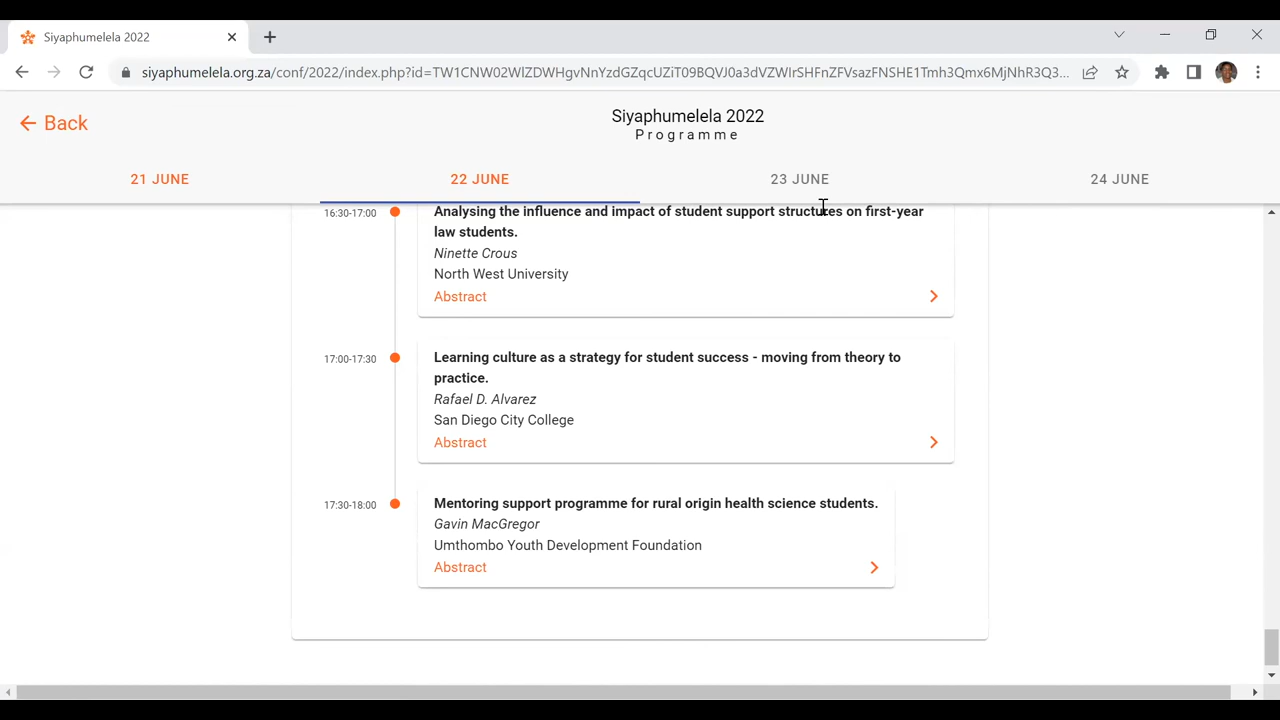 Siyaphumelela 2022
siyaphumelela.org.za/conf/2022/index.php?id=TW1CNW02WlZDWHgvNnYzdGZqcUZiT09BQVJ0a3dVZWIrSHFnZFVsazFNSHE1Tmh3Qmx6MjNhR3Q3...
Back
Siyaphumelela 2022
Programme
21 JUNE 22 JUNE 23 JUNE 24 JUNE
16:30-17:00
Analysing the influence and impact of student support structures on first-year
law students.
Ninette Crous
North West University
Abstract
17:00-17:30
Learning culture as a strategy for student success - moving from theory to
practice.
Rafael D. Alvarez
San Diego City College
Abstract
17:30-18:00
Mentoring support programme for rural origin health science students.
Gavin MacGregor
Umthombo Youth Development Foundation
Abstract